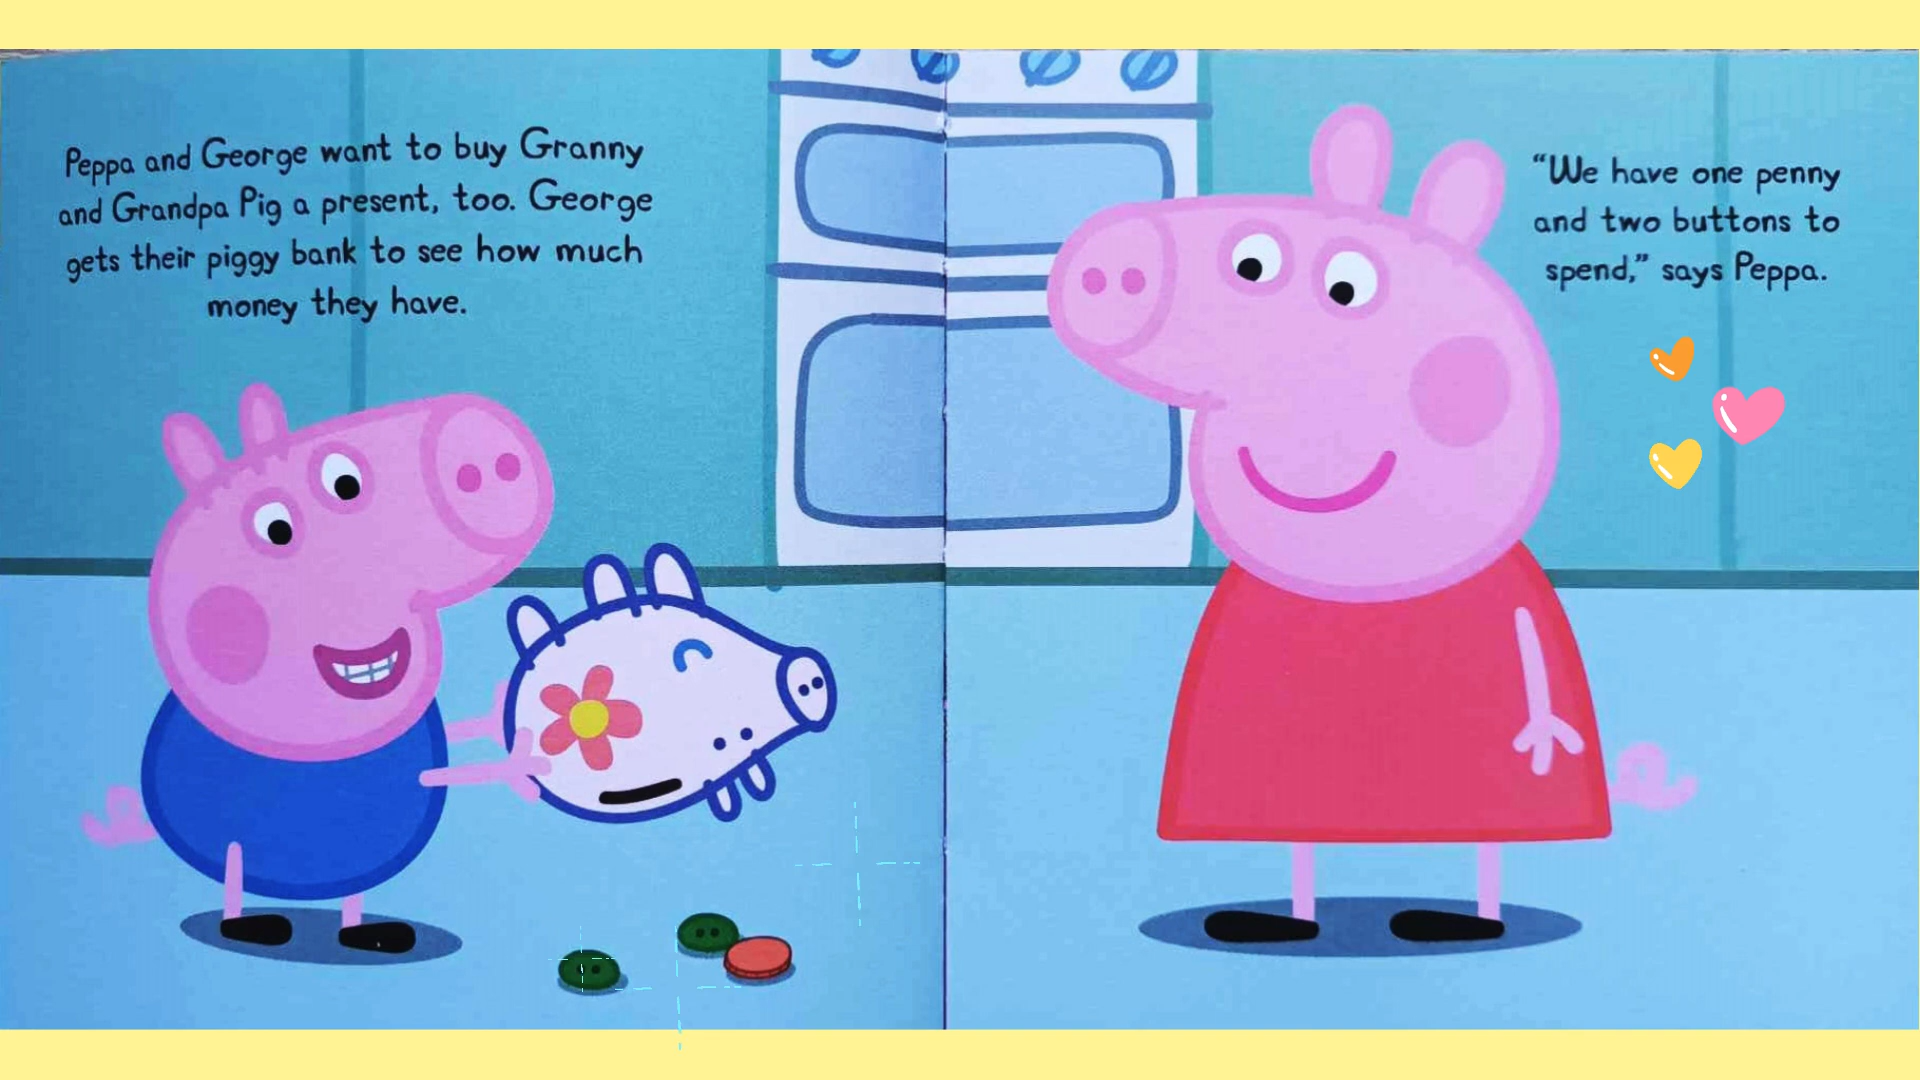 Peppa and George want to buy Granny
and Grandpa Pig a present, too. George
gets their piggy bank to see how much
money they have.
“We have one penny
and two buttons to
spend,” says Peppa.